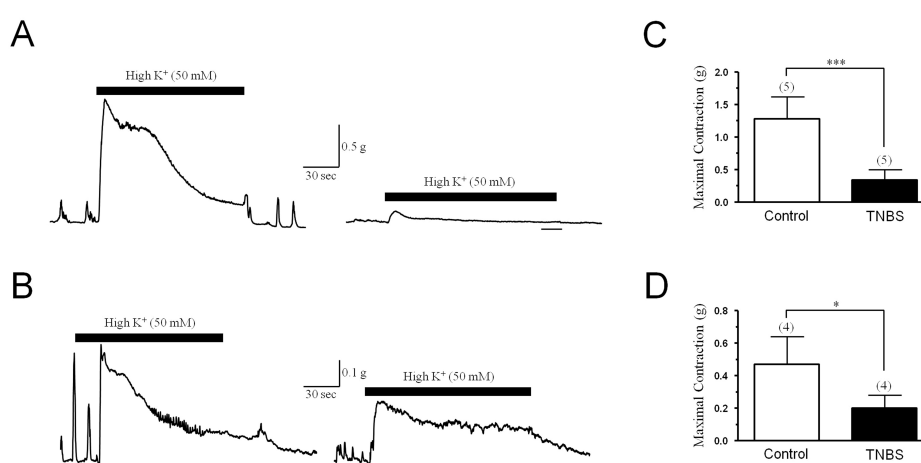 A
High K⁺ (50 mM)
0.5 g
30 sec
High K⁺ (50 mM)
C
Maximal Contraction (g)
2.0
1.5
1.0
0.5
0.0
(5)
***
(5)
Control
TNBS
B
High K⁺ (50 mM)
0.1 g
30 sec
High K⁺ (50 mM)
D
Maximal Contraction (g)
0.8
0.6
0.4
0.2
0.0
(4)
*
(4)
Control
TNBS